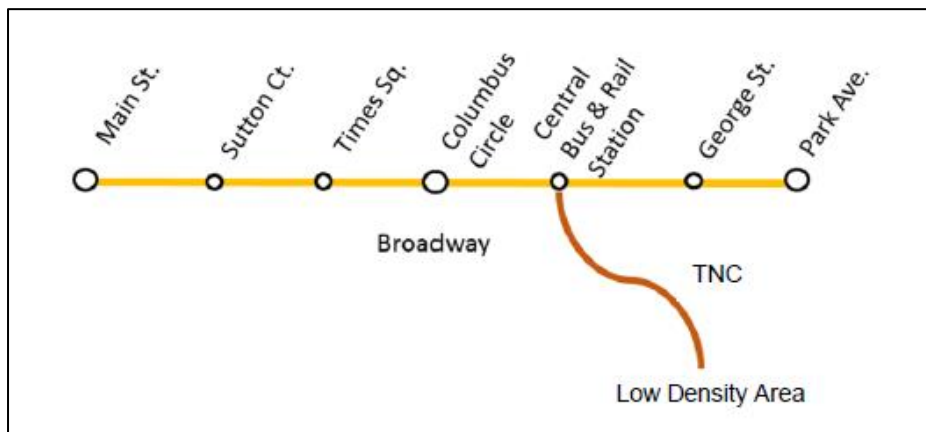 Main St.
Sutton Ct.
Times Sq.
Columbus
Circle
Central
Bus & Rail
Station
George St.
Park Ave.
Broadway
TNC
Low Density Area